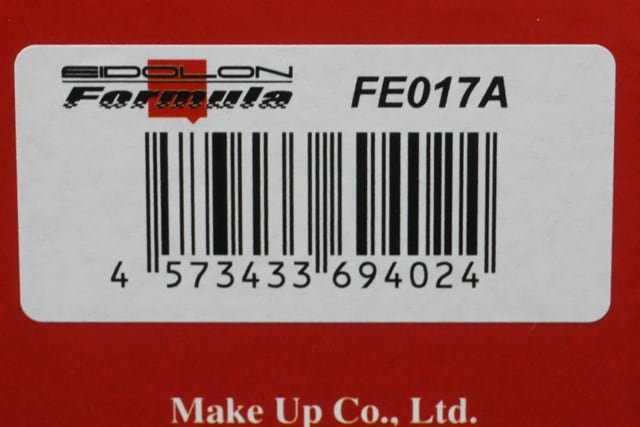 EIDOLON
Formula
FE017A
4 573433 694024
Make Up Co., Ltd.